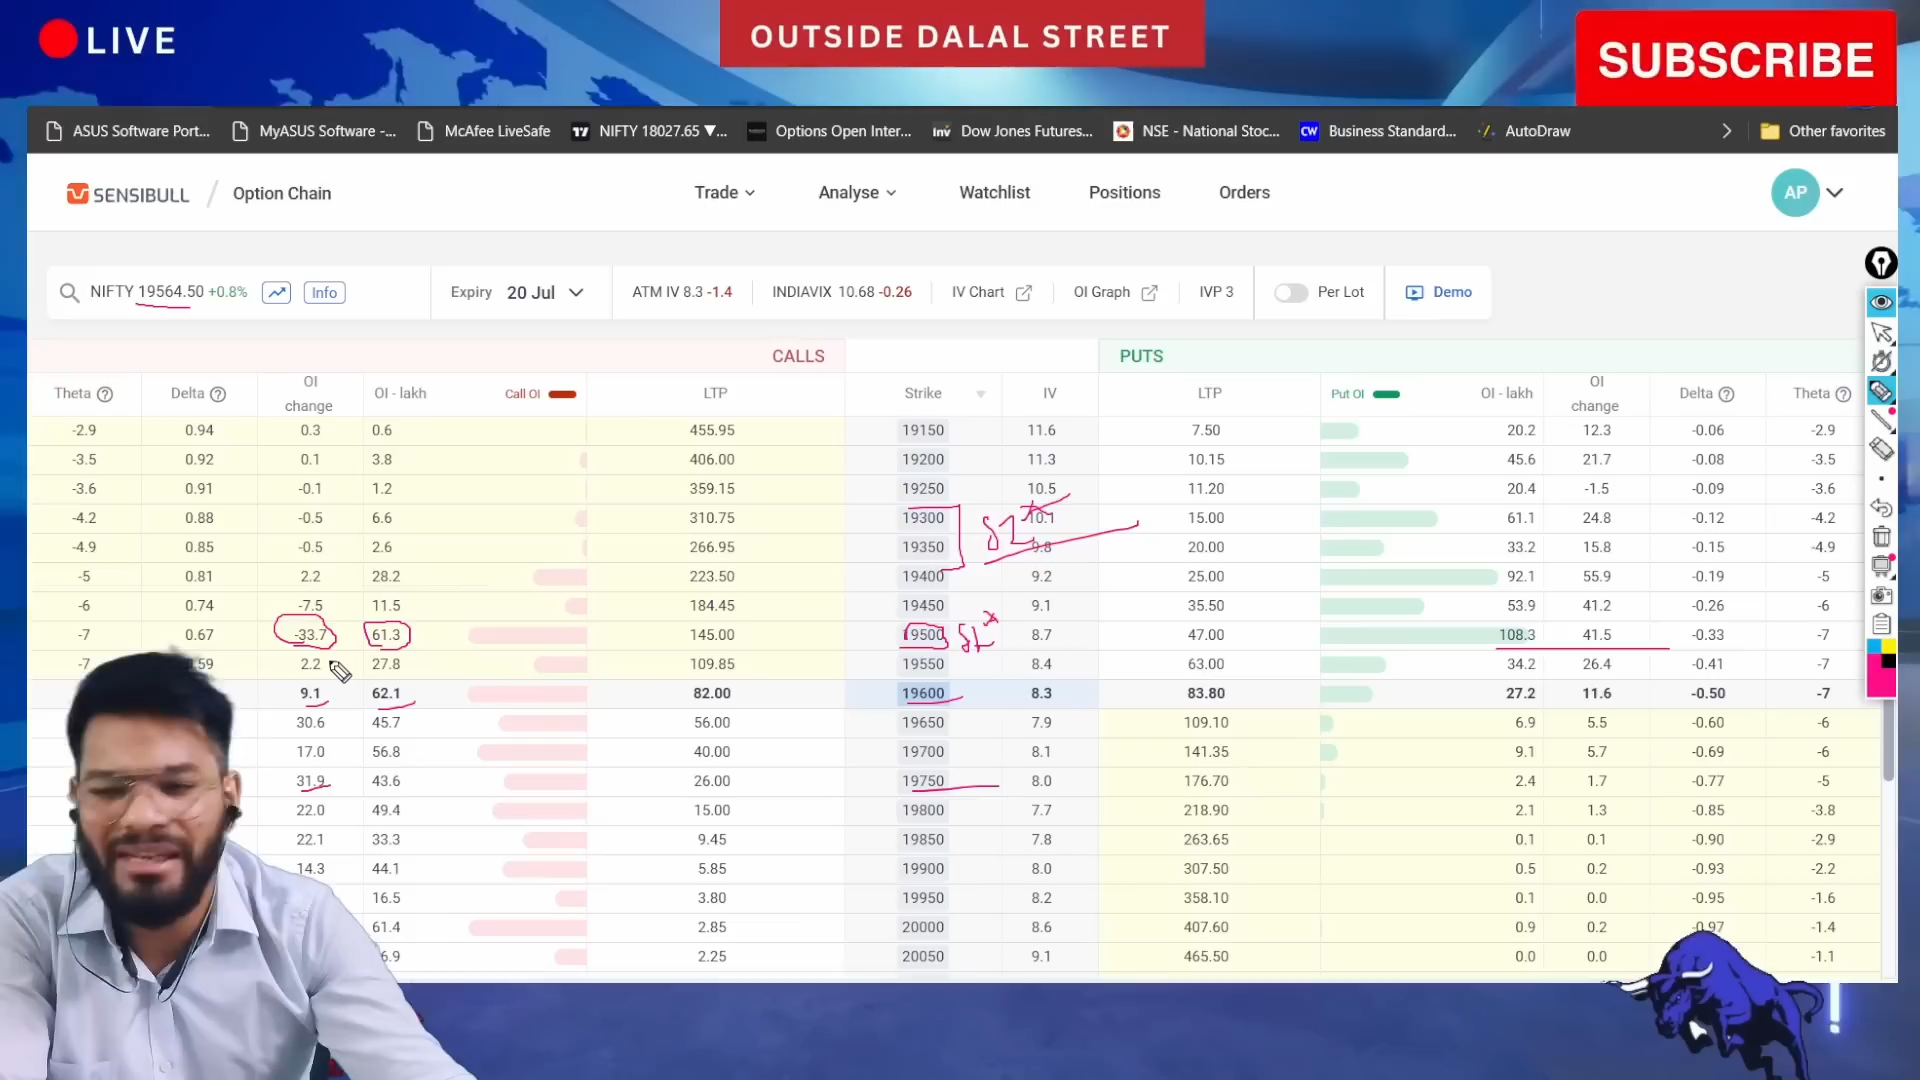 LIVE
OUTSIDE DALAL STREET
SUBSCRIBE
ASUS Software Port... MyASUS Software -... McAfee LiveSafe NIFTY 18027.65 ▼... Options Open Inter... inv Dow Jones Futures... NSE - National Stoc... CW Business Standard... AutoDraw Other favorites
SENSIBULL / Option Chain Trade Analyse Watchlist Positions Orders AP
NIFTY 19564.50 +0.8% Info Expiry 20 Jul ATM IV 8.3 -1.4 INDIAVIX 10.68 -0.26 IV Chart OI Graph IVP 3 Per Lot Demo
CALLS PUTS
Theta Delta OI change OI - lakh Call OI LTP Strike IV LTP Put OI OI - lakh OI change Delta Theta
-2.9 0.94 0.3 0.6 455.95 19150 11.6 7.50 20.2 12.3 -0.06 -2.9
-3.5 0.92 0.1 3.8 406.00 19200 11.3 10.15 45.6 21.7 -0.08 -3.5
-3.6 0.91 -0.1 1.2 359.15 19250 10.5 11.20 20.4 -1.5 -0.09 -3.6
-4.2 0.88 -0.5 6.6 310.75 19300 10.1 15.00 61.1 24.8 -0.12 -4.2
-4.9 0.85 -0.5 2.6 266.95 19350 9.8 20.00 33.2 15.8 -0.15 -4.9
-5 0.81 2.2 28.2 223.50 19400 9.2 25.00 92.1 55.9 -0.19 -5
-6 0.74 -7.5 11.5 184.45 19450 9.1 35.50 53.9 41.2 -0.26 -6
-7 0.67 -33.7 61.3 145.00 19500 8.7 47.00 108.3 41.5 -0.33 -7
-7 2.2 27.8 109.85 19550 8.4 63.00 34.2 26.4 -0.41 -7
9.1 62.1 82.00 19600 8.3 83.80 27.2 11.6 -0.50 -7
30.6 45.7 56.00 19650 7.9 109.10 6.9 5.5 -0.60 -6
17.0 56.8 40.00 19700 8.1 141.35 9.1 5.7 -0.69 -6
31.9 43.6 26.00 19750 8.0 176.70 2.4 1.7 -0.77 -5
22.0 49.4 15.00 19800 7.7 218.90 2.1 1.3 -0.85 -3.8
22.1 33.3 9.45 19850 7.8 263.65 0.1 0.1 -0.90 -2.9
14.3 44.1 5.85 19900 8.0 307.50 0.5 0.2 -0.93 -2.2
16.5 3.80 19950 8.2 358.10 0.1 0.0 -0.95 -1.6
61.4 2.85 20000 8.6 407.60 0.9 0.2 -0.97 -1.4
2.25 20050 9.1 465.50 0.0 0.0 -1.1